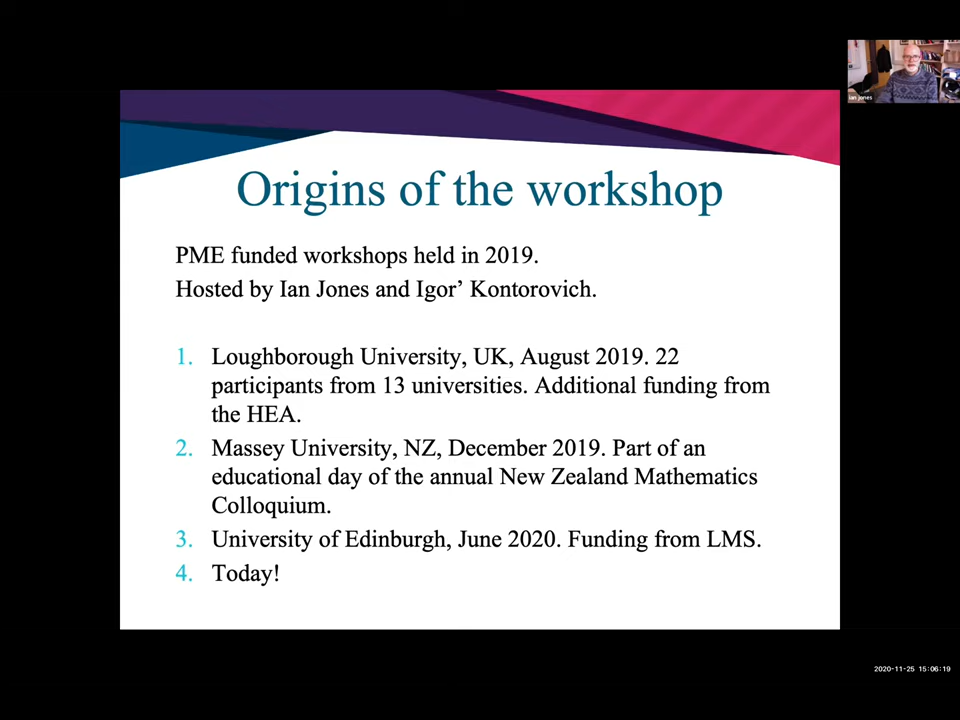 Ian Jones
Origins of the workshop
PME funded workshops held in 2019.
Hosted by Ian Jones and Igor’ Kontorovich.
1. Loughborough University, UK, August 2019. 22
participants from 13 universities. Additional funding from
the HEA.
2. Massey University, NZ, December 2019. Part of an
educational day of the annual New Zealand Mathematics
Colloquium.
3. University of Edinburgh, June 2020. Funding from LMS.
4. Today!
2020-11-25 15:06:19